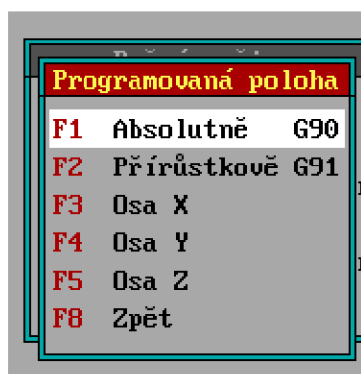 Programovaná poloha
F1 Absolutně G90
F2 Přírůstkově G91
F3 Osa X
F4 Osa Y
F5 Osa Z
F8 Zpět